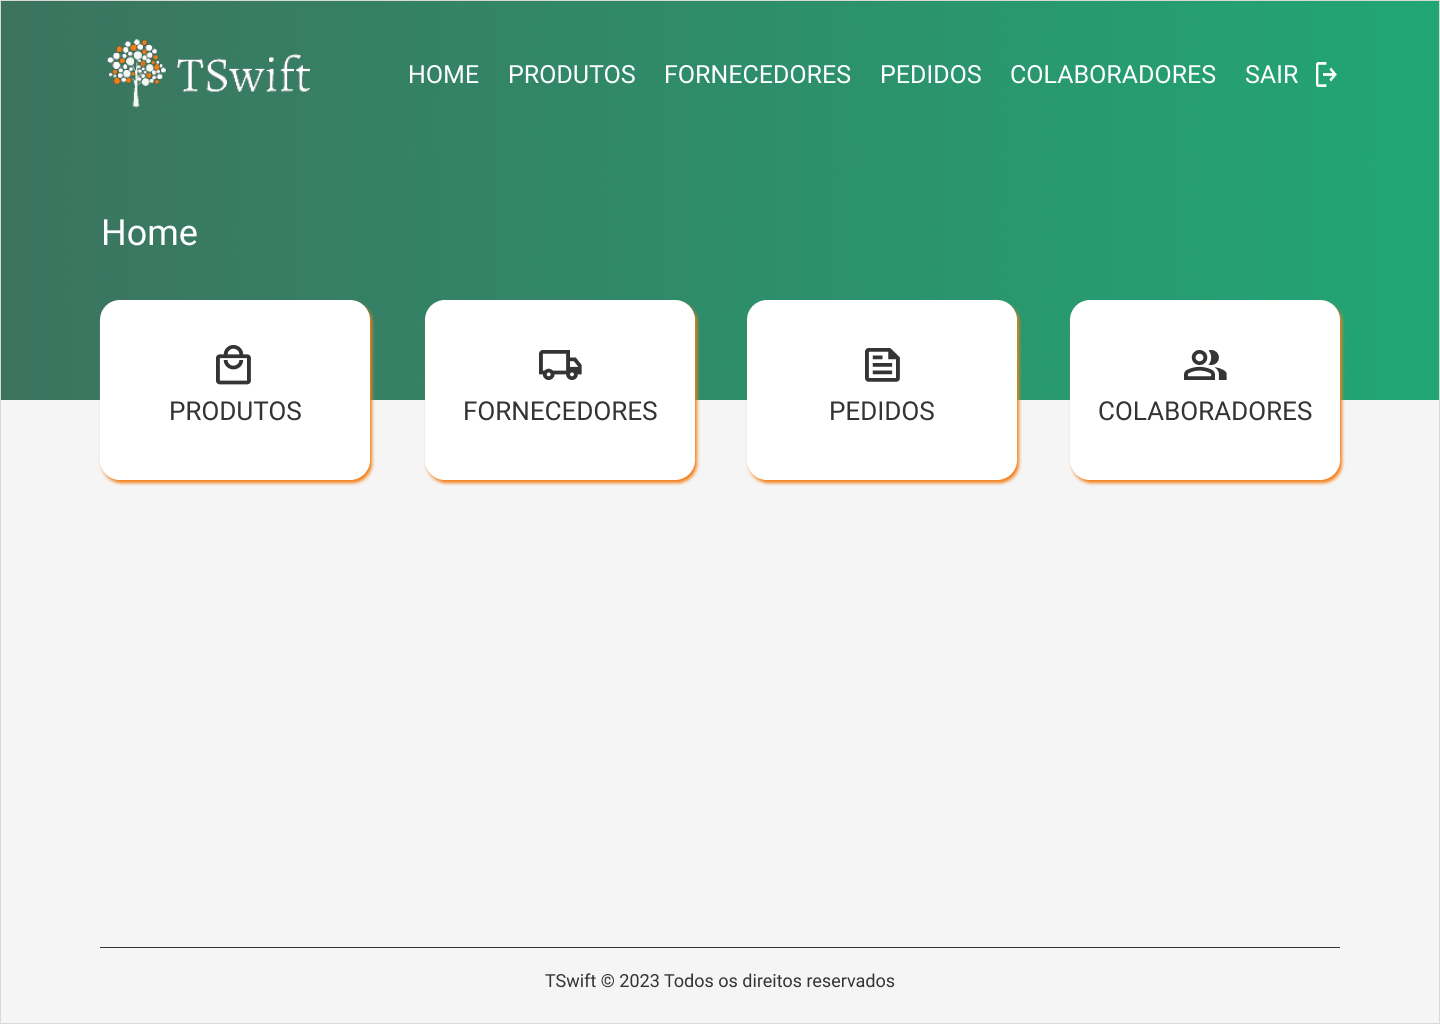 TSwift HOME PRODUTOS FORNECEDORES PEDIDOS COLABORADORES SAIR
Home
PRODUTOS FORNECEDORES PEDIDOS COLABORADORES
TSwift © 2023 Todos os direitos reservados